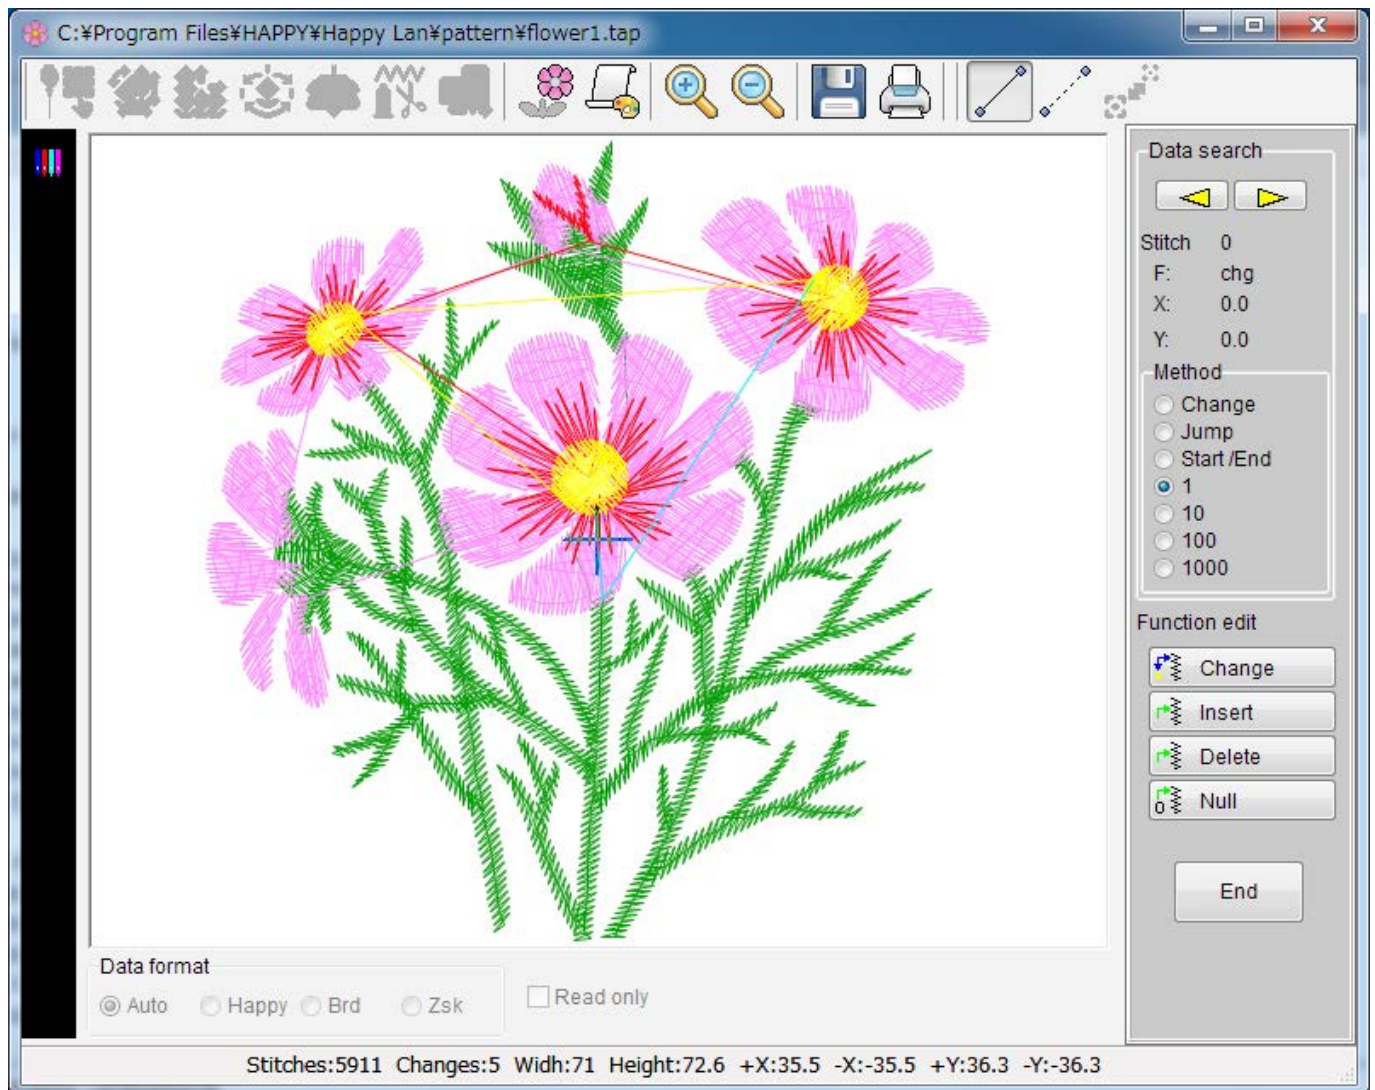 C:¥Program Files¥HAPPY¥Happy Lan¥pattern¥flower1.tap
Data search
Stitch 0
F: chg
X: 0.0
Y: 0.0
Method
Change
Jump
Start /End
1
10
100
1000
Function edit
Change
Insert
Delete
0 Null
End
Data format
Auto Happy Brd Zsk
Read only
Stitches:5911 Changes:5 Widh:71 Height:72.6 +X:35.5 -X:-35.5 +Y:36.3 -Y:-36.3